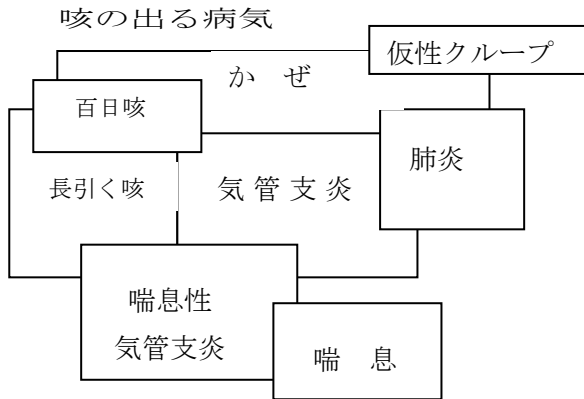 咳の出る病気
仮性クループ
か ぜ
百日咳
肺炎
長引く咳
気 管 支 炎
喘息性
気管支炎
喘 息